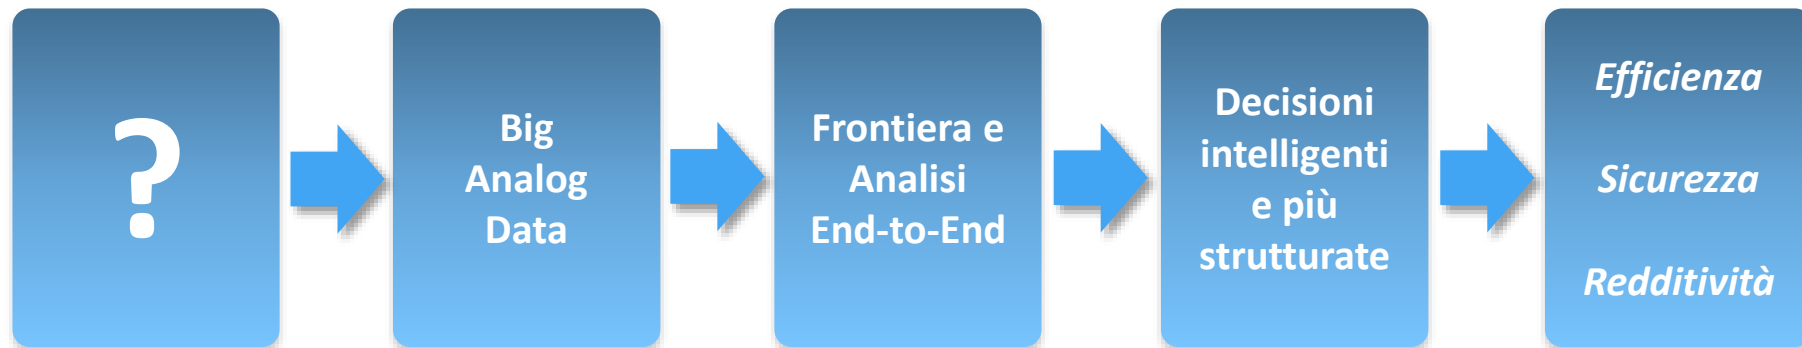 ?
Big
Analog
Data
Frontiera e
Analisi
End-to-End
Decisioni
intelligenti
e più
strutturate
Efficienza
Sicurezza
Redditività